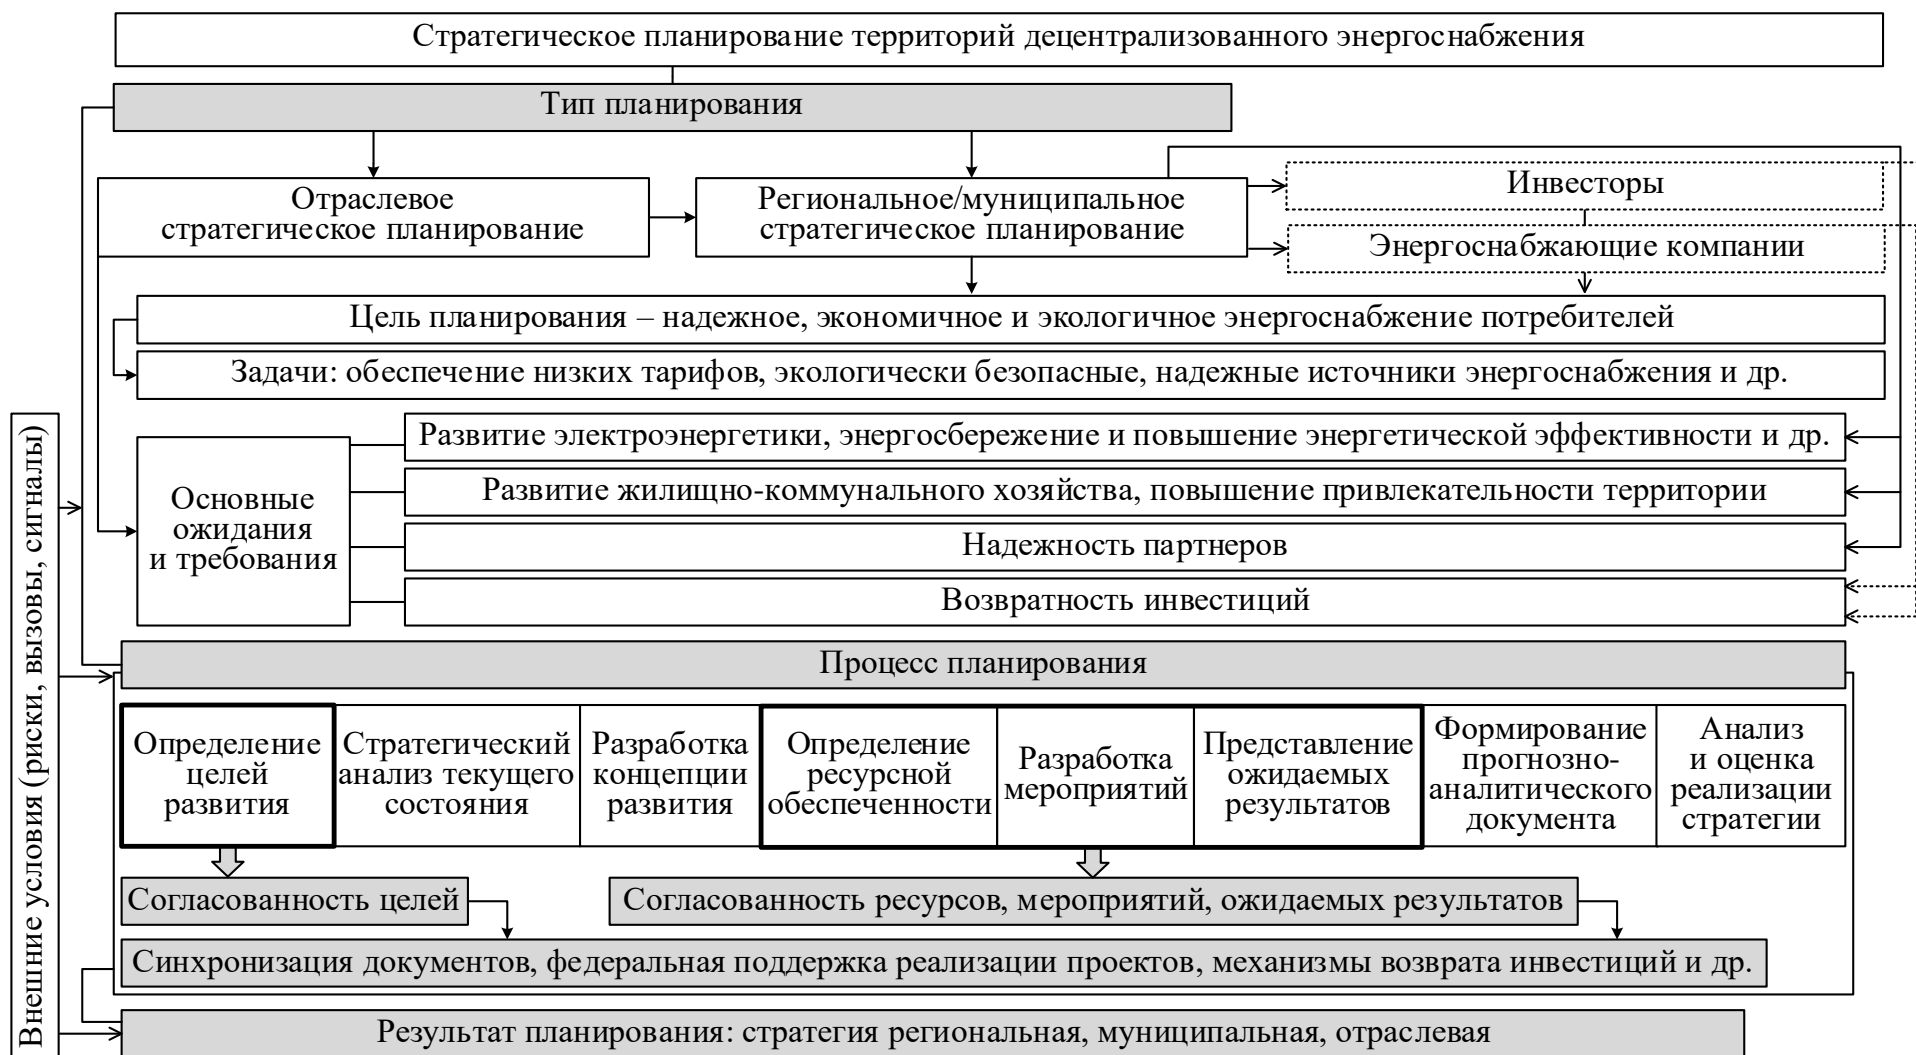 Стратегическое планирование территорий децентрализованного энергоснабжения
Тип планирования
Отраслевое
стратегическое планирование
Региональное/муниципальное
стратегическое планирование
Инвесторы
Энергоснабжающие компании
Цель планирования – надежное, экономичное и экологичное энергоснабжение потребителей
Задачи: обеспечение низких тарифов, экологически безопасные, надежные источники энергоснабжения и др.
Внешние условия (риски, вызовы, сигналы)
Основные
ожидания
и требования
Развитие электроэнергетики, энергосбережение и повышение энергетической эффективности и др.
Развитие жилищно-коммунального хозяйства, повышение привлекательности территории
Надежность партнеров
Возвратность инвестиций
Процесс планирования
Определение
целей
развития
Стратегический
анализ текущего
состояния
Разработка
концепции
развития
Определение
ресурсной
обеспеченности
Разработка
мероприятий
Представление
ожидаемых
результатов
Формирование
прогнозно-
аналитического
документа
Анализ
и оценка
реализации
стратегии
Согласованность целей
Согласованность ресурсов, мероприятий, ожидаемых результатов
Синхронизация документов, федеральная поддержка реализации проектов, механизмы возврата инвестиций и др.
Результат планирования: стратегия региональная, муниципальная, отраслевая